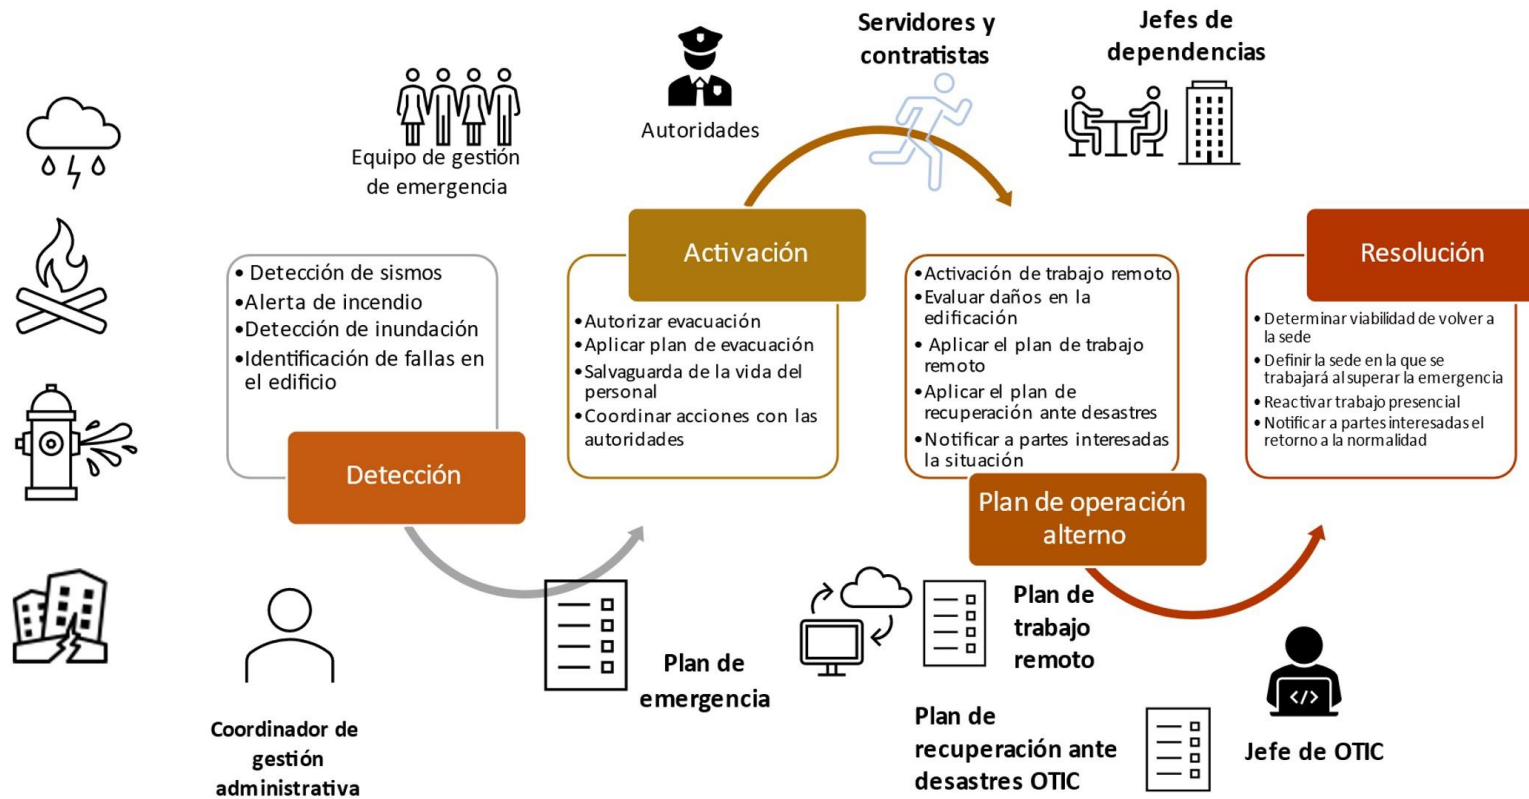 Servidores y
contratistas
Jefes de
dependencias
Autoridades
Equipo de gestión
de emergencia
• Detección de sismos
•Alerta de incendio
•Detección de inundación
•Identificación de fallas en
el edificio
Detección
Activación
•Autorizar evacuación
•Aplicar plan de evacuación
•Salvaguarda de la vida del
personal
•Coordinar acciones con las
autoridades
•Activación de trabajo remoto
•Evaluar daños en la
edificación
• Aplicar el plan de trabajo
remoto
•Aplicar el plan de
recuperación ante desastres
•Notificar a partes interesadas
la situación
Plan de operación
alterno
Resolución
• Determinar viabilidad de volver a
la sede
• Definir la sede en la que se
trabajará al superar la emergencia
• Reactivar trabajo presencial
• Notificar a partes interesadas el
retorno a la normalidad
Coordinador de
gestión
administrativa
Plan de
emergencia
Plan de
trabajo
remoto
Plan de
recuperación ante
desastres OTIC
</>
Jefe de OTIC